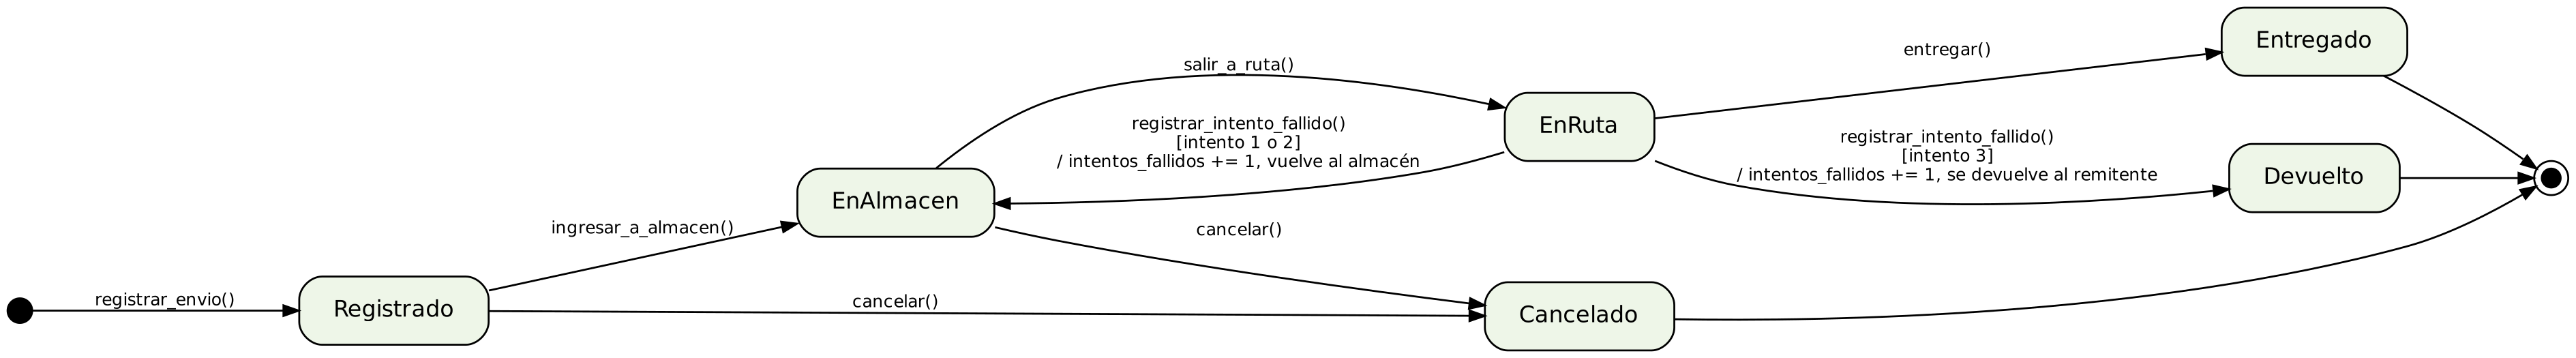 registrar_envio()
Registrado
ingresar_a_almacen()
cancelar()
EnAlmacen
salir_a_ruta()
registrar_intento_fallido()
[intento 1 o 2]
/ intentos_fallidos += 1, vuelve al almacén
cancelar()
EnRuta
Cancelado
entregar()
registrar_intento_fallido()
[intento 3]
/ intentos_fallidos += 1, se devuelve al remitente
Entregado
Devuelto